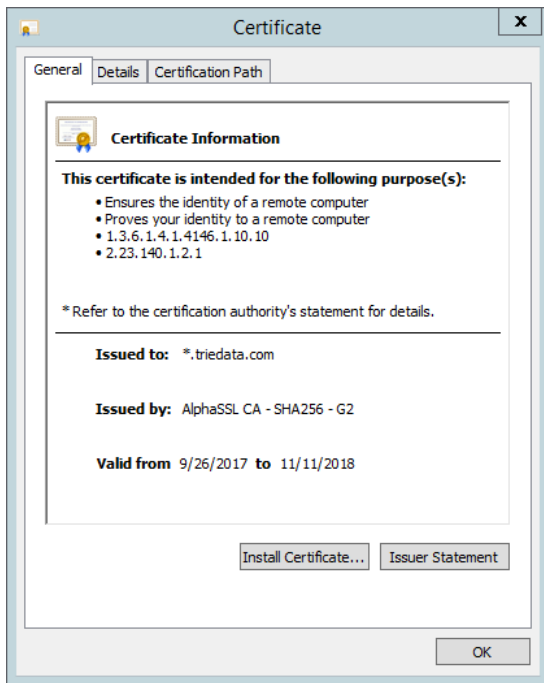 Certificate
x
General Details Certification Path
Certificate Information
This certificate is intended for the following purpose(s):
• Ensures the identity of a remote computer
• Proves your identity to a remote computer
• 1.3.6.1.4.1.4146.1.10.10
• 2.23.140.1.2.1
* Refer to the certification authority's statement for details.
Issued to: *.triedata.com
Issued by: AlphaSSL CA - SHA256 - G2
Valid from 9/26/2017 to 11/11/2018
Install Certificate... Issuer Statement
OK